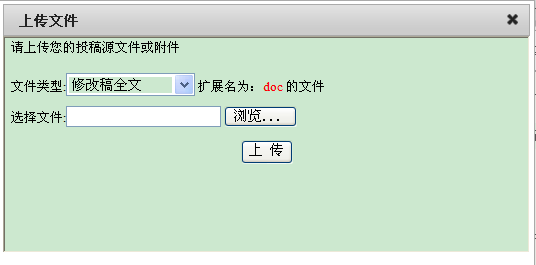 上传文件
请上传您的投稿源文件或附件
文件类型: 修改稿全文 扩展名为：doc 的文件
选择文件: 浏览...
上 传